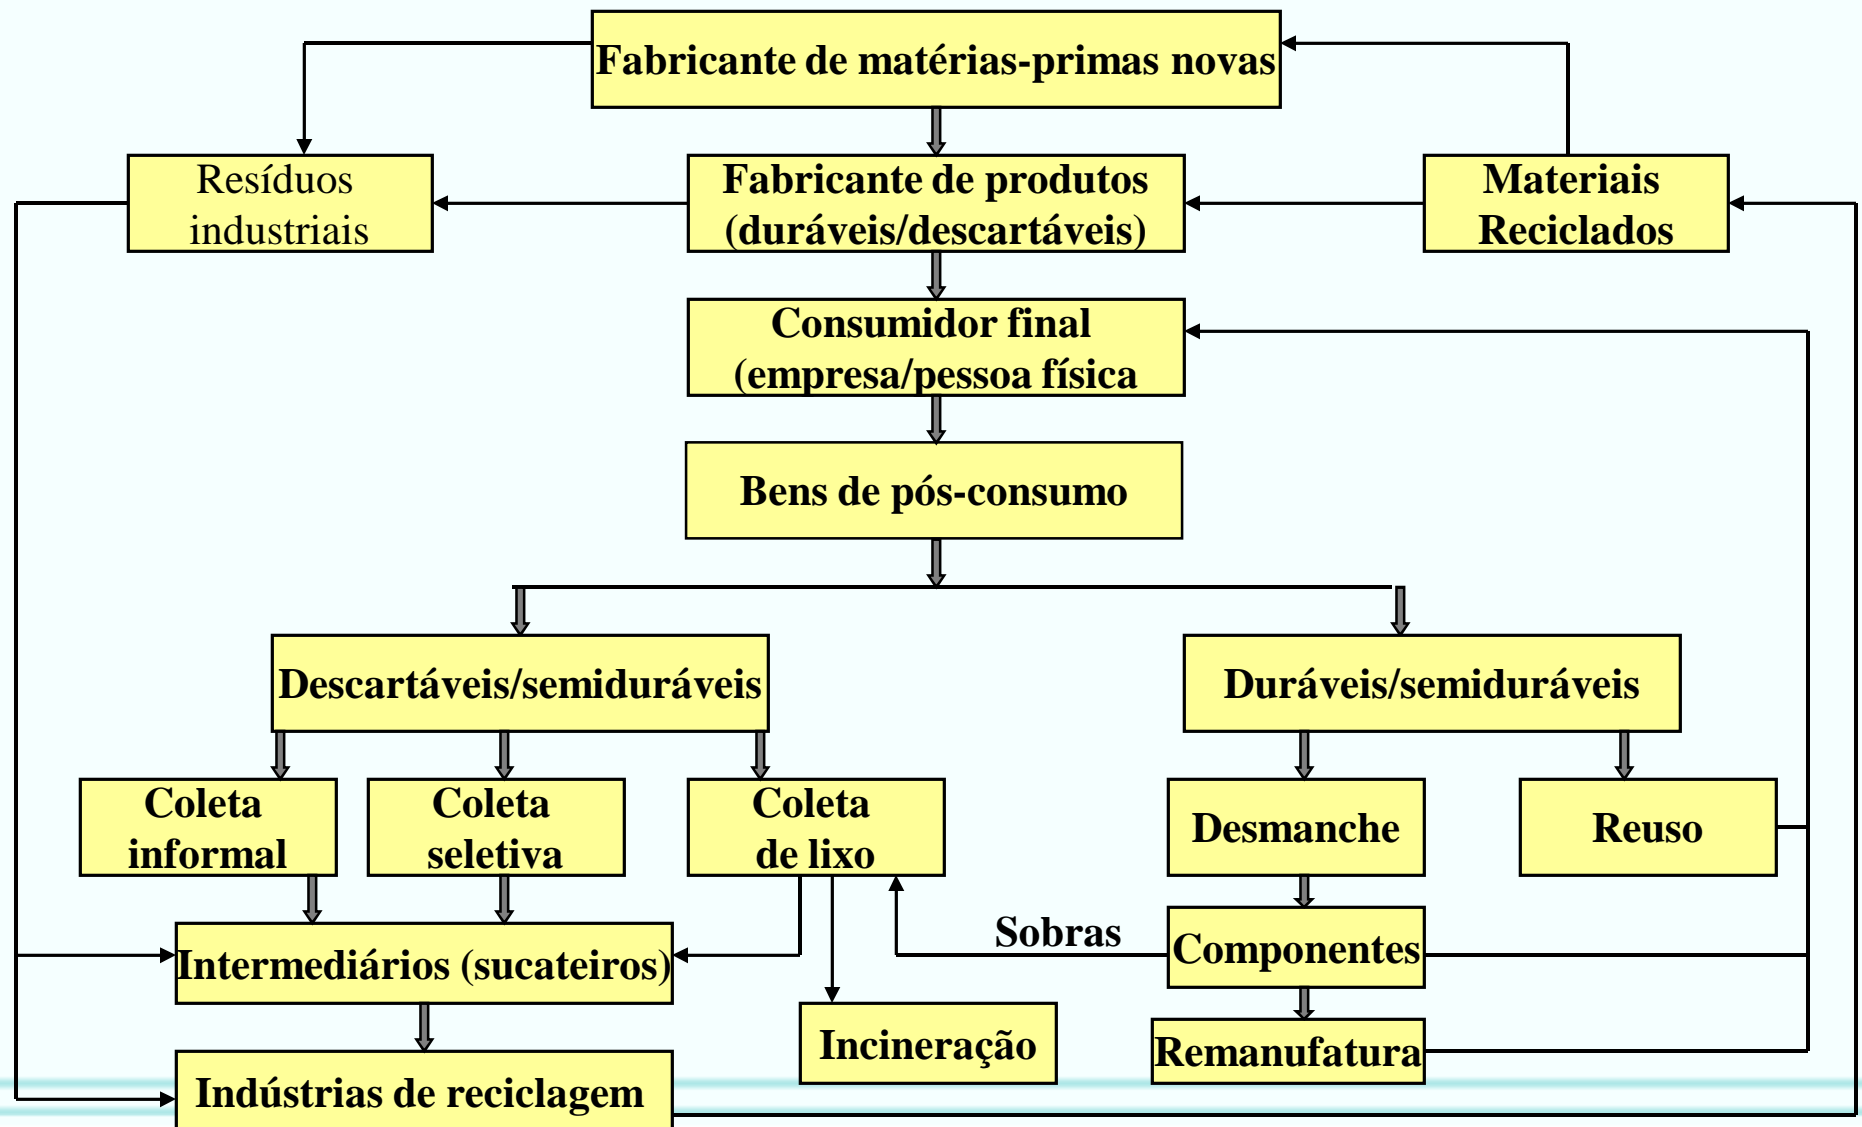 Fabricante de matérias-primas novas
Resíduos
industriais
Fabricante de produtos
(duráveis/descartáveis)
Materiais
Reciclados
Consumidor final
(empresa/pessoa física
Bens de pós-consumo
Descartáveis/semiduráveis
Duráveis/semiduráveis
Coleta
informal
Coleta
seletiva
Coleta
de lixo
Desmanche
Reuso
Sobras
Componentes
Intermediários (sucateiros)
Incineração
Remanufatura
Indústrias de reciclagem